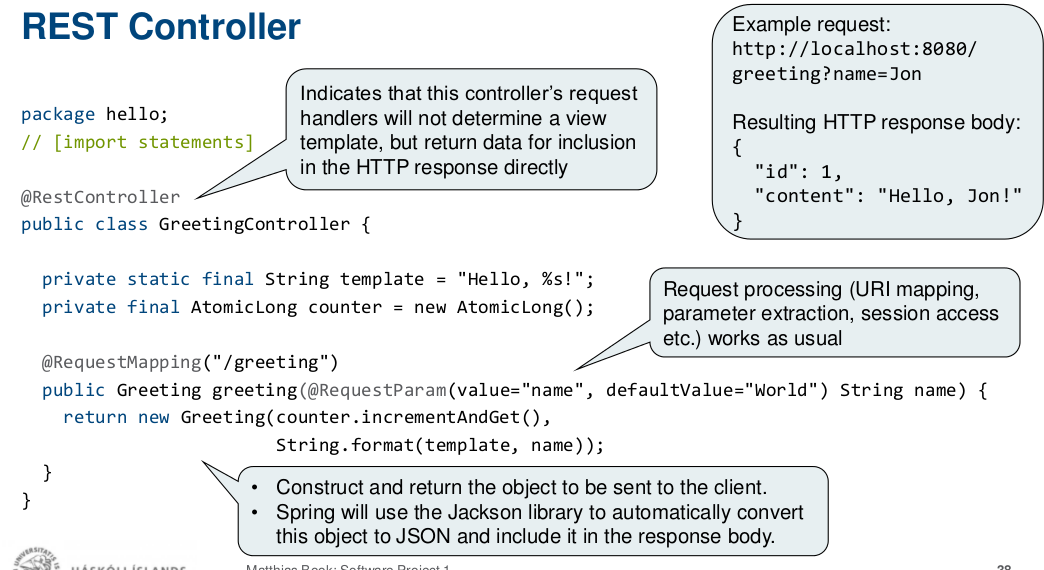 REST Controller
Example request:
http://localhost:8080/
greeting?name=Jon
Resulting HTTP response body:
{
"id": 1,
"content": "Hello, Jon!"
}
Indicates that this controller's request
handlers will not determine a view
template, but return data for inclusion
in the HTTP response directly
package hello;
// [import statements]
@RestController
public class GreetingController {
private static final String template = "Hello, %s!";
private final AtomicLong counter = new AtomicLong();
Request processing (URI mapping,
parameter extraction, session access
etc.) works as usual
@RequestMapping("/greeting")
public Greeting greeting(@RequestParam(value="name", defaultValue="World") String name) {
return new Greeting(counter.incrementAndGet(),
String.format(template, name));
}
}
• Construct and return the object to be sent to the client.
• Spring will use the Jackson library to automatically convert
this object to JSON and include it in the response body.
HÁSKÓLI ÍSLANDS
Matthias Book: Software Project 1